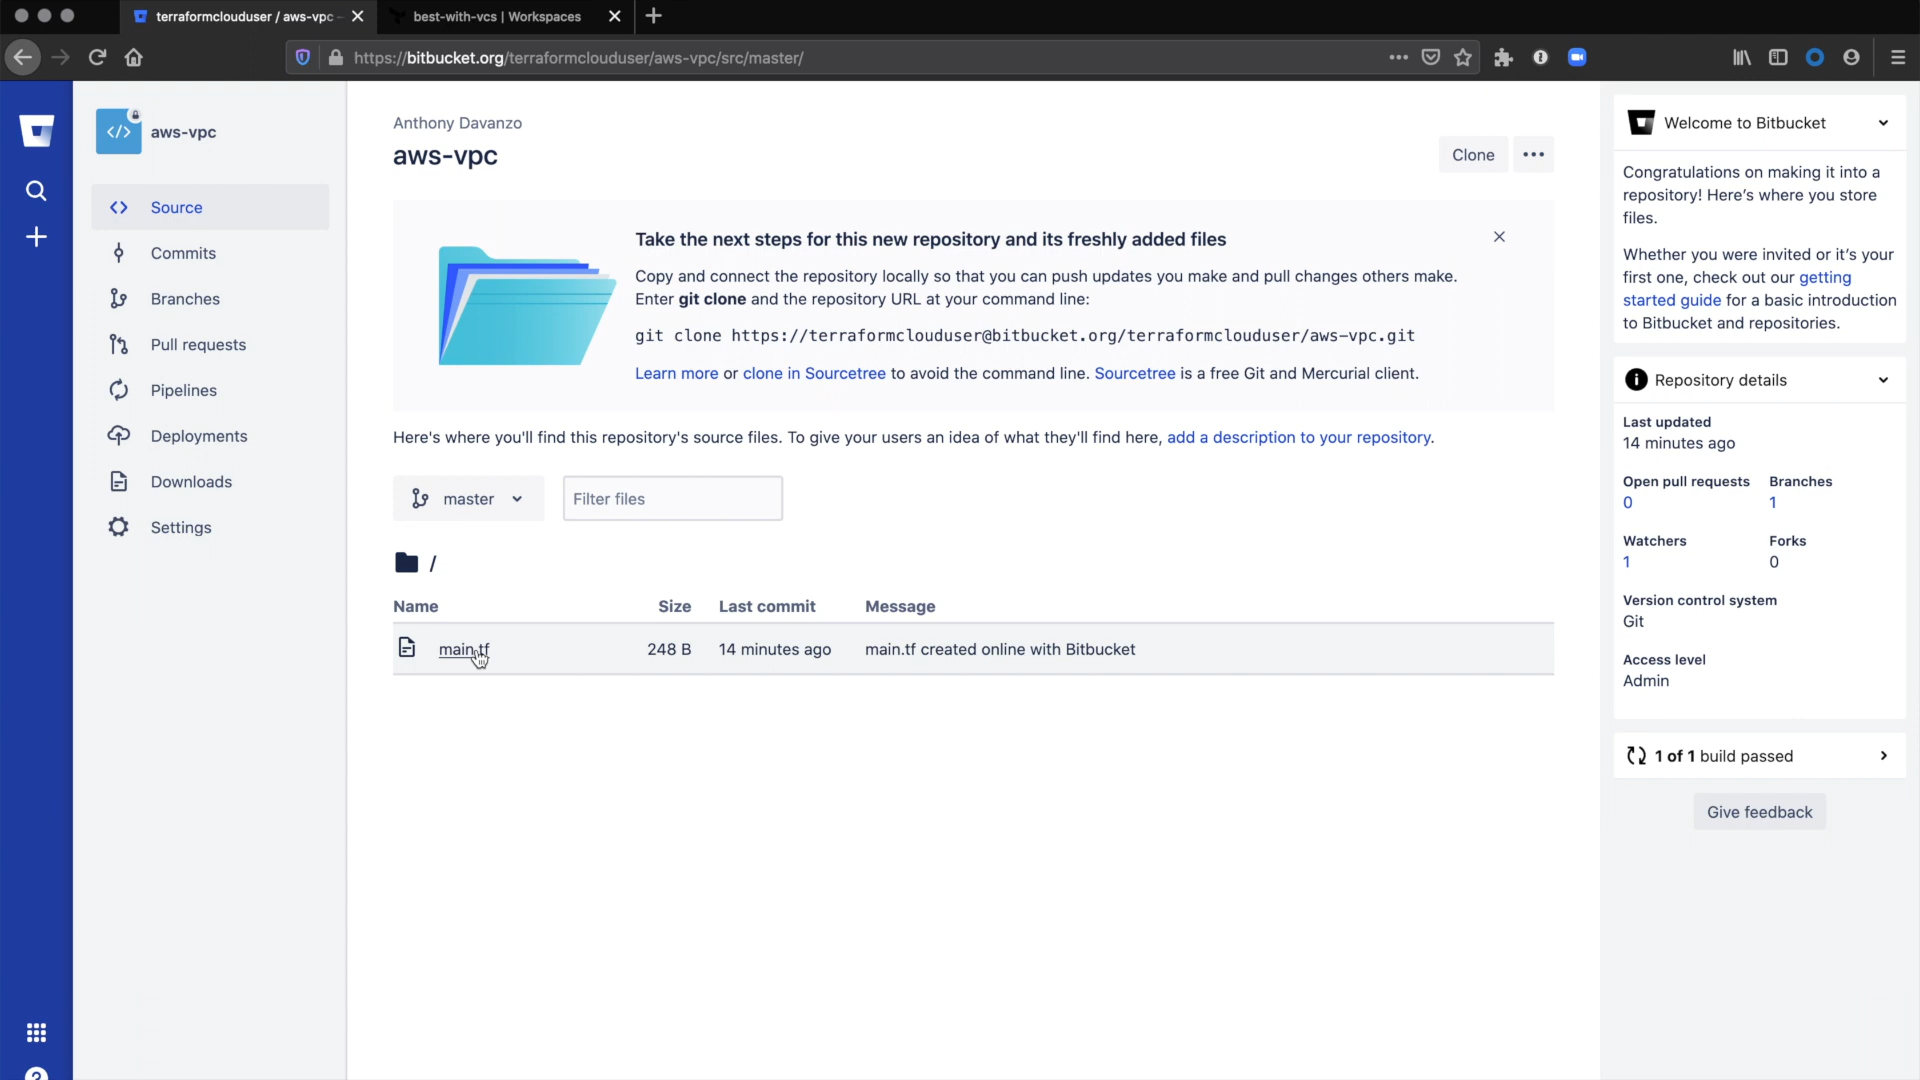 terraformclouduser / aws-vpc -
best-with-vcs | Workspaces
https://bitbucket.org/terraformclouduser/aws-vpc/src/master/
aws-vpc
Source
Commits
Branches
Pull requests
Pipelines
Deployments
Downloads
Settings
Anthony Davanzo
aws-vpc
Clone
Take the next steps for this new repository and its freshly added files
Copy and connect the repository locally so that you can push updates you make and pull changes others make.
Enter git clone and the repository URL at your command line:
git clone https://terraformclouduser@bitbucket.org/terraformclouduser/aws-vpc.git
Learn more or clone in Sourcetree to avoid the command line. Sourcetree is a free Git and Mercurial client.
Here's where you'll find this repository's source files. To give your users an idea of what they'll find here, add a description to your repository.
master
Filter files
/
Name Size Last commit Message
main.tf 248 B 14 minutes ago main.tf created online with Bitbucket
Welcome to Bitbucket
Congratulations on making it into a
repository! Here's where you store
files.
Whether you were invited or it's your
first one, check out our getting
started guide for a basic introduction
to Bitbucket and repositories.
Repository details
Last updated
14 minutes ago
Open pull requests Branches
0 1
Watchers Forks
1 0
Version control system
Git
Access level
Admin
1 of 1 build passed
Give feedback